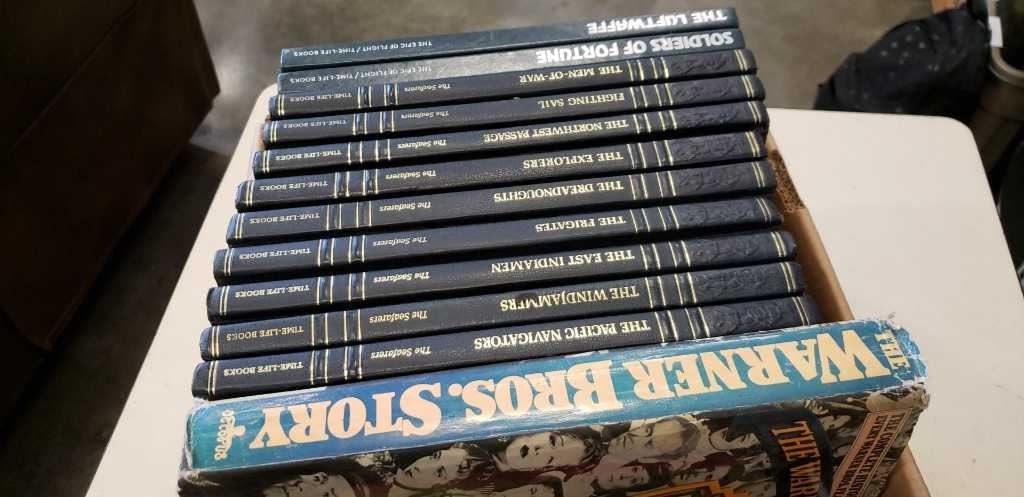 THE LUFTWAFFE THE EPIC OF FLIGHT / TIME-LIFE BOOKS
SOLDIERS OF FORTUNE THE EPIC OF FLIGHT / TIME-LIFE BOOKS
THE MEN-OF-WAR The Seafarers TIME-LIFE BOOKS
FIGHTING SAIL The Seafarers TIME-LIFE BOOKS
THE NORTHWEST PASSAGE The Seafarers TIME-LIFE BOOKS
THE EXPLORERS The Seafarers TIME-LIFE BOOKS
THE DREADNOUGHTS The Seafarers TIME-LIFE BOOKS
THE FRIGATES The Seafarers TIME-LIFE BOOKS
THE EAST INDIAMEN The Seafarers TIME-LIFE BOOKS
THE WINDJAMMERS The Seafarers TIME-LIFE BOOKS
THE PACIFIC NAVIGATORS The Seafarers TIME-LIFE BOOKS
THE WARNER BROS. STORY OCTOPUS
THE WAR